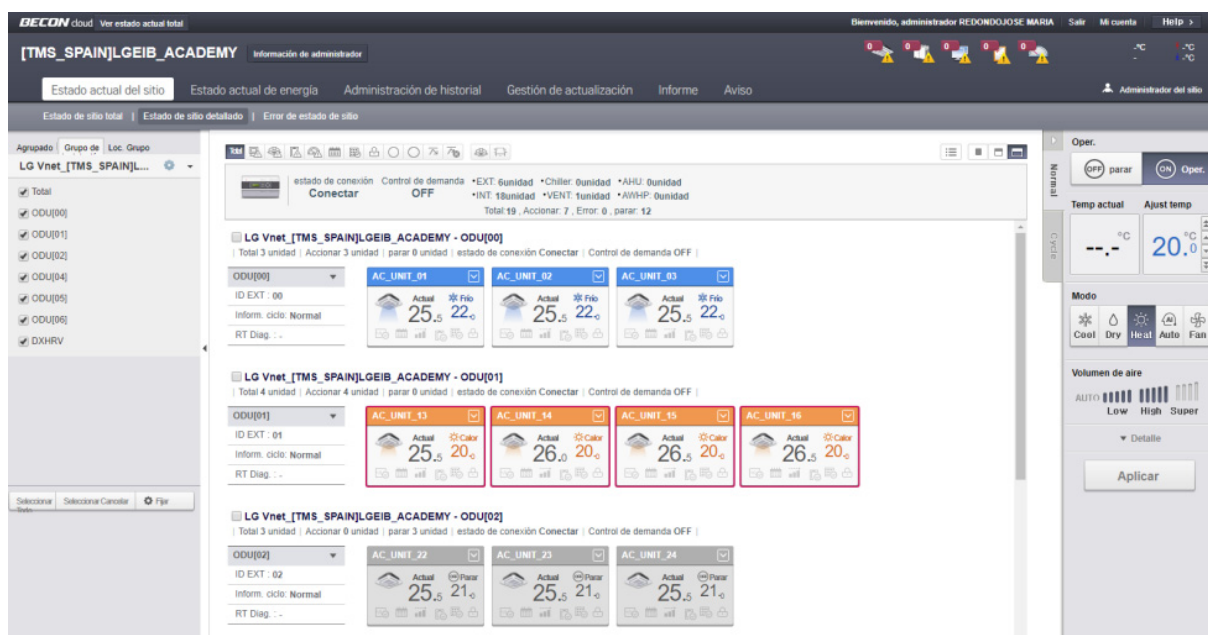 BECON cloud Ver estado actual total
Bienvenido, administrador REDONDOJOSE MARIA Salir Mi cuenta Help >
[TMS_SPAIN]LGEIB_ACADEMY Información de administrador
0 0 0 0 0
-.°C -.°C
- -.°C
Estado actual del sitio Estado actual de energía Administración de historial Gestión de actualización Informe Aviso
Administrador del sitio
Estado de sitio total | Estado de sitio detallado | Error de estado de sitio
Agrupado Grupo de Loc. Grupo
LG Vnet_[TMS_SPAIN]L...
Total
ODU[00]
ODU[01]
ODU[02]
ODU[04]
ODU[05]
ODU[06]
DXHRV
Seleccionar Todo Seleccionar Cancelar Fijar
Total
estado de conexión Control de demanda •EXT: 6unidad •Chiller: 0unidad •AHU: 0unidad
Conectar OFF •INT: 18unidad •VENT: 1unidad •AWHP: 0unidad
Total:19 , Accionar: 7 , Error: 0 , parar: 12
LG Vnet_[TMS_SPAIN]LGEIB_ACADEMY - ODU[00]
| Total 3 unidad | Accionar 3 unidad | parar 0 unidad | estado de conexión Conectar | Control de demanda OFF |
ODU[00] AC_UNIT_01 AC_UNIT_02 AC_UNIT_03
ID EXT : 00
Actual Frío Actual Frío Actual Frío
Inform. ciclo: Normal 25.5 22.0 25.5 22.0 25.5 22.0
RT Diag. : -
LG Vnet_[TMS_SPAIN]LGEIB_ACADEMY - ODU[01]
| Total 4 unidad | Accionar 4 unidad | parar 0 unidad | estado de conexión Conectar | Control de demanda OFF |
ODU[01] AC_UNIT_13 AC_UNIT_14 AC_UNIT_15 AC_UNIT_16
ID EXT : 01
Actual Calor Actual Calor Actual Calor Actual Calor
Inform. ciclo: Normal 25.5 20.0 26.0 20.0 26.5 20.0 26.5 20.0
RT Diag. : -
LG Vnet_[TMS_SPAIN]LGEIB_ACADEMY - ODU[02]
| Total 3 unidad | Accionar 0 unidad | parar 3 unidad | estado de conexión Conectar | Control de demanda OFF |
ODU[02] AC_UNIT_22 AC_UNIT_23 AC_UNIT_24
ID EXT : 02
Actual Parar Actual Parar Actual Parar
Inform. ciclo: Normal 25.5 21.0 25.5 21.0 25.5 21.0
RT Diag. : -
Normal
Cycle
Oper.
OFF parar ON Oper.
Temp actual Ajust temp
--.-°C 20.0°C
Modo
Cool Dry Heat Auto Fan
Volumen de aire
AUTO
Low High Super
▼ Detalle
Aplicar